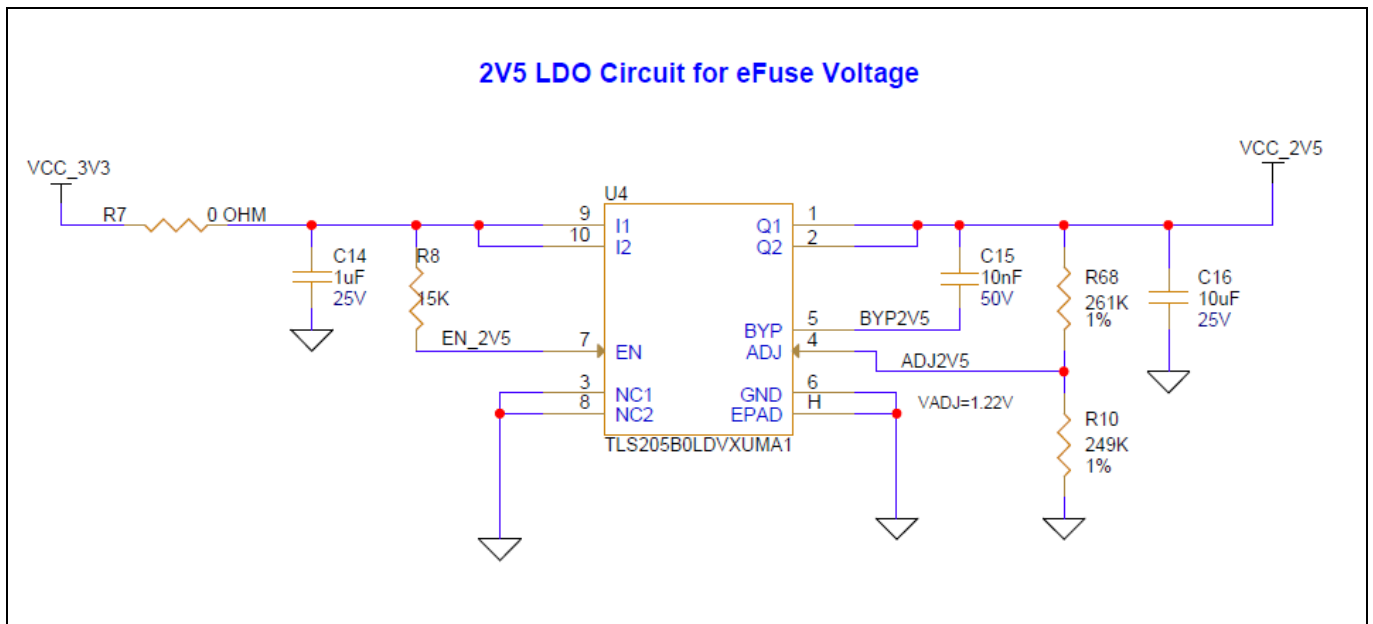 2V5 LDO Circuit for eFuse Voltage
VCC_3V3
VCC_2V5
R7
0 OHM
U4
9
I1
10
I2
Q1
1
Q2
2
C14
1uF
25V
R8
15K
C15
10nF
50V
R68
261K
1%
C16
10uF
25V
EN_2V5
7
EN
BYP
5
BYP2V5
ADJ
4
ADJ2V5
3
NC1
8
NC2
GND
6
EPAD
H
VADJ=1.22V
R10
249K
1%
TLS205B0LDVXUMA1